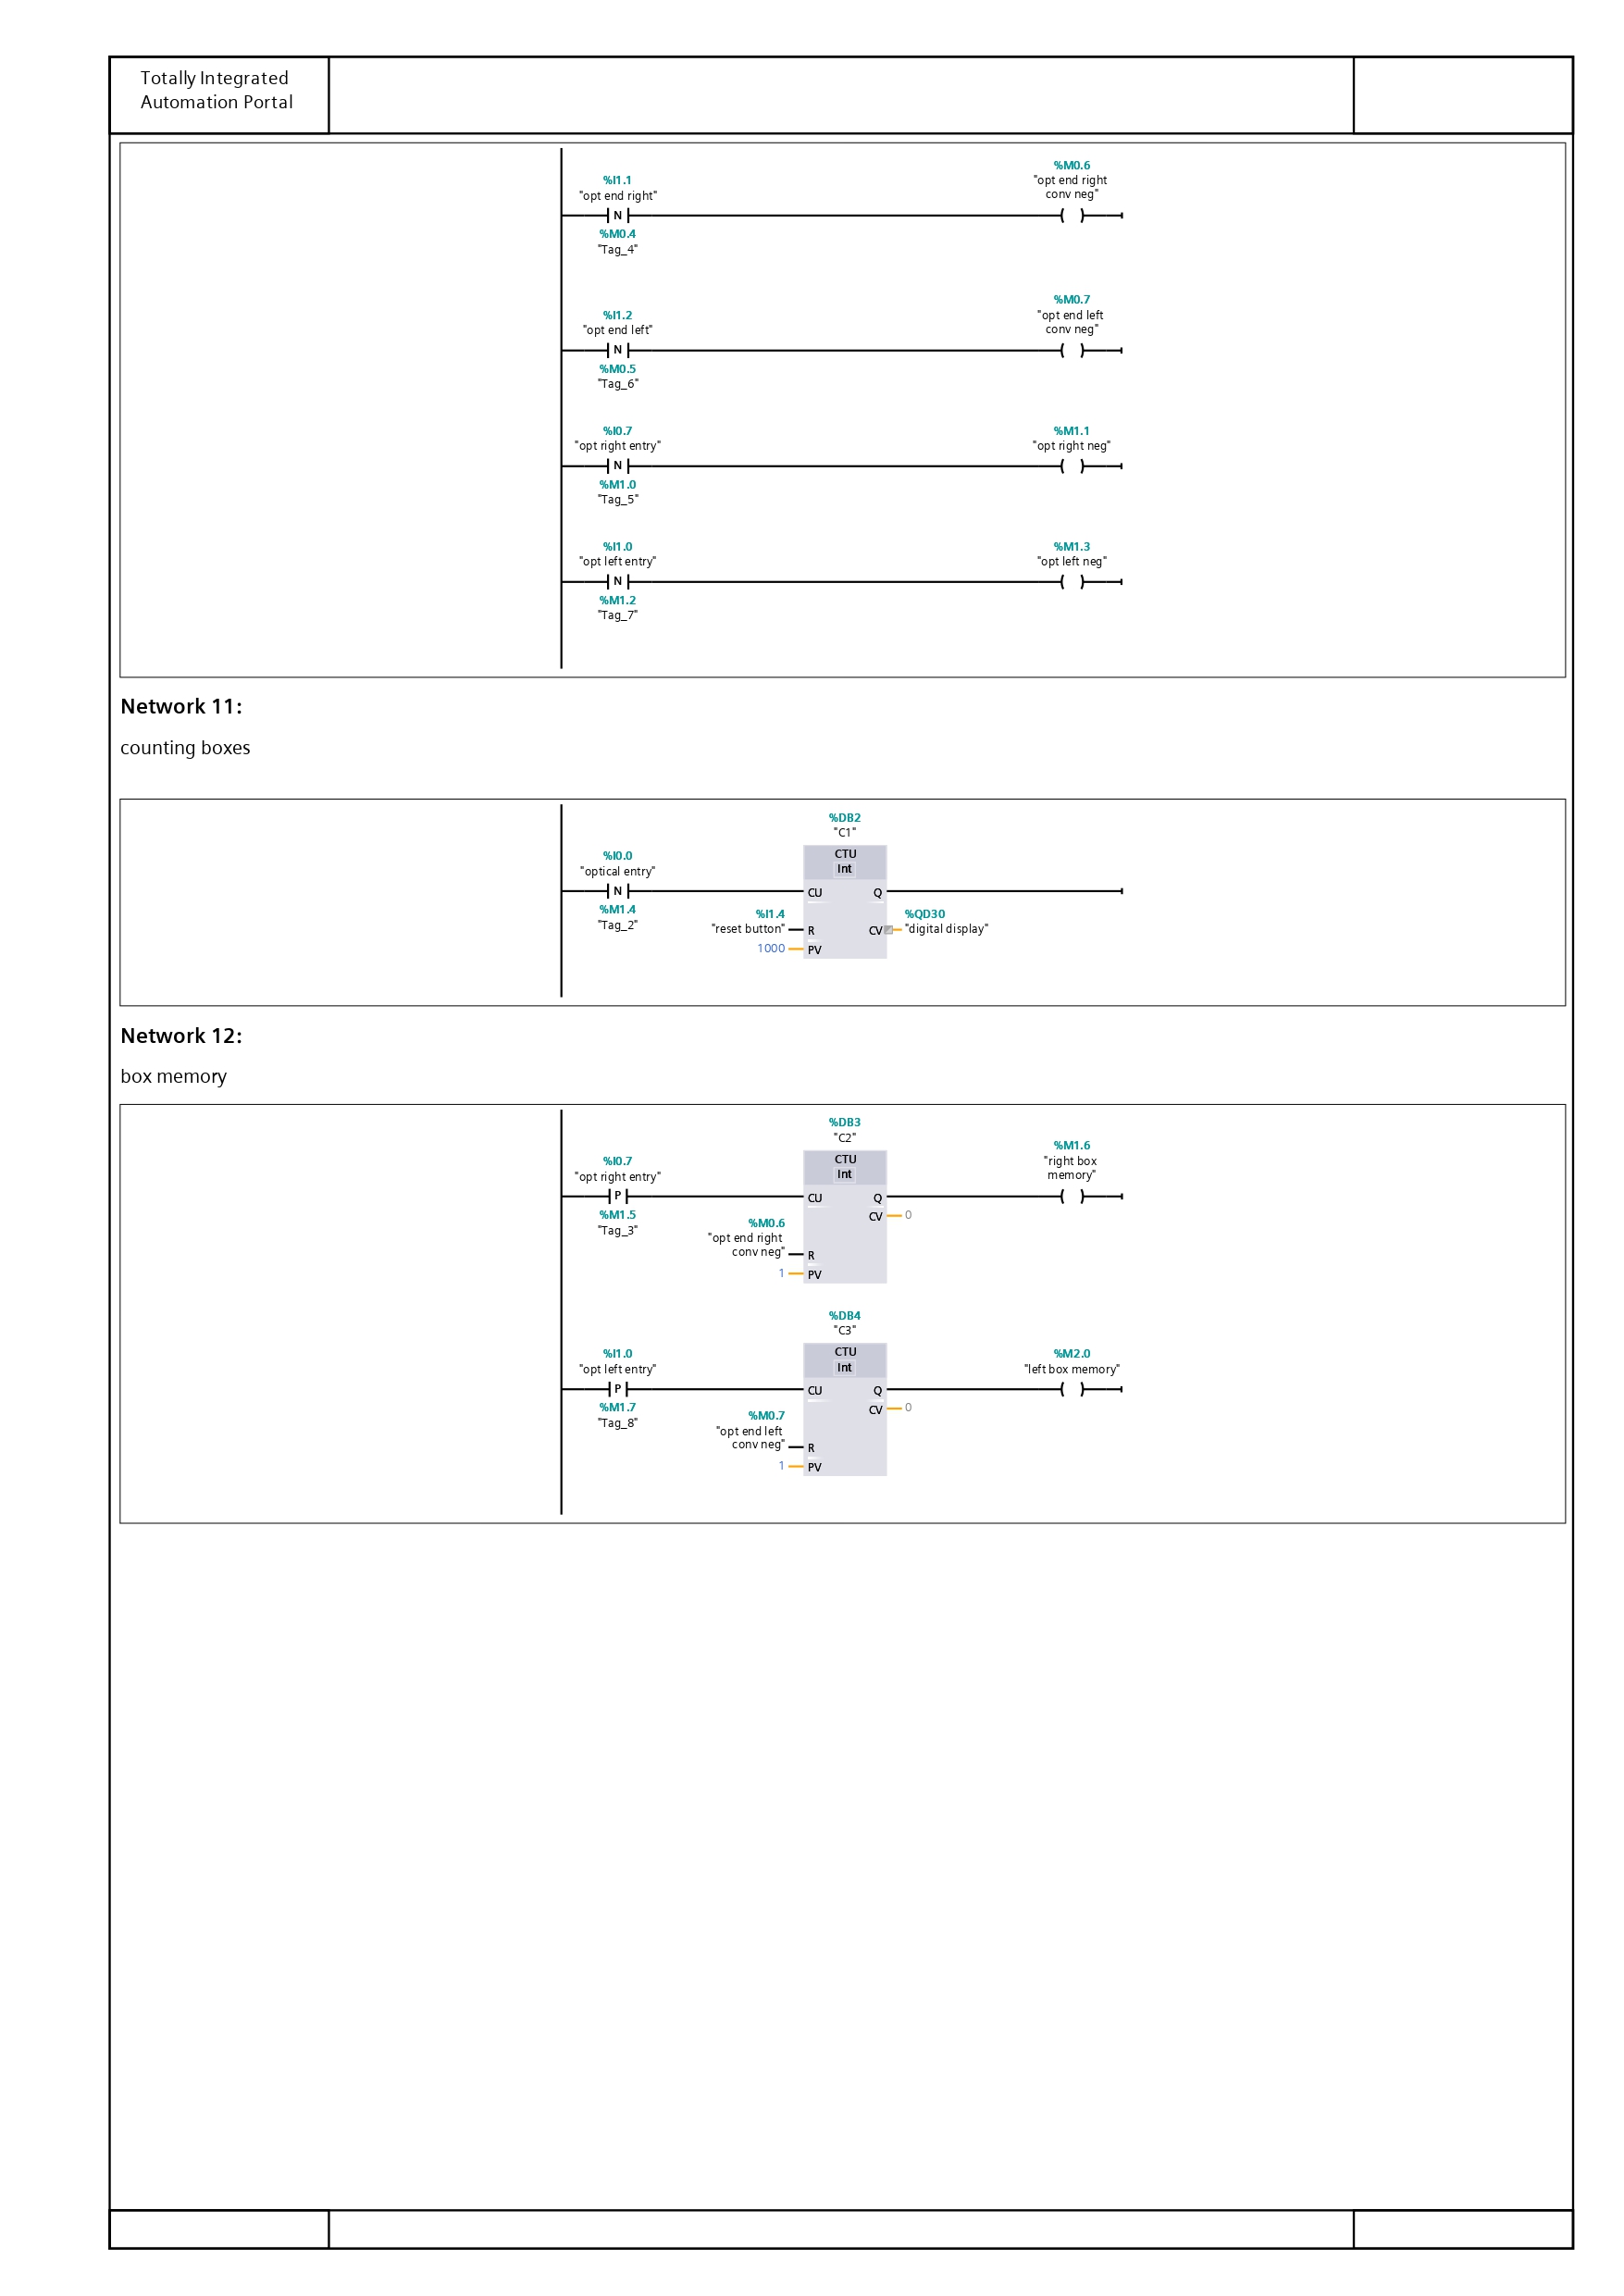 Totally Integrated
Automation Portal
%I1.1
"opt end right"
N
%M0.4
"Tag_4"
%M0.6
"opt end right
conv neg"
%I1.2
"opt end left"
N
%M0.5
"Tag_6"
%M0.7
"opt end left
conv neg"
%I0.7
"opt right entry"
N
%M1.0
"Tag_5"
%M1.1
"opt right neg"
%I1.0
"opt left entry"
N
%M1.2
"Tag_7"
%M1.3
"opt left neg"
Network 11:
counting boxes
%I0.0
"optical entry"
N
%M1.4
"Tag_2"
%DB2
"C1"
CTU
Int
CU Q
%I1.4
"reset button" R
1000 PV
%QD30
CV "digital display"
Network 12:
box memory
%I0.7
"opt right entry"
P
%M1.5
"Tag_3"
%DB3
"C2"
CTU
Int
CU Q
CV 0
%M0.6
"opt end right
conv neg" R
1 PV
%M1.6
"right box
memory"
%I1.0
"opt left entry"
P
%M1.7
"Tag_8"
%DB4
"C3"
CTU
Int
CU Q
CV 0
%M0.7
"opt end left
conv neg" R
1 PV
%M2.0
"left box memory"